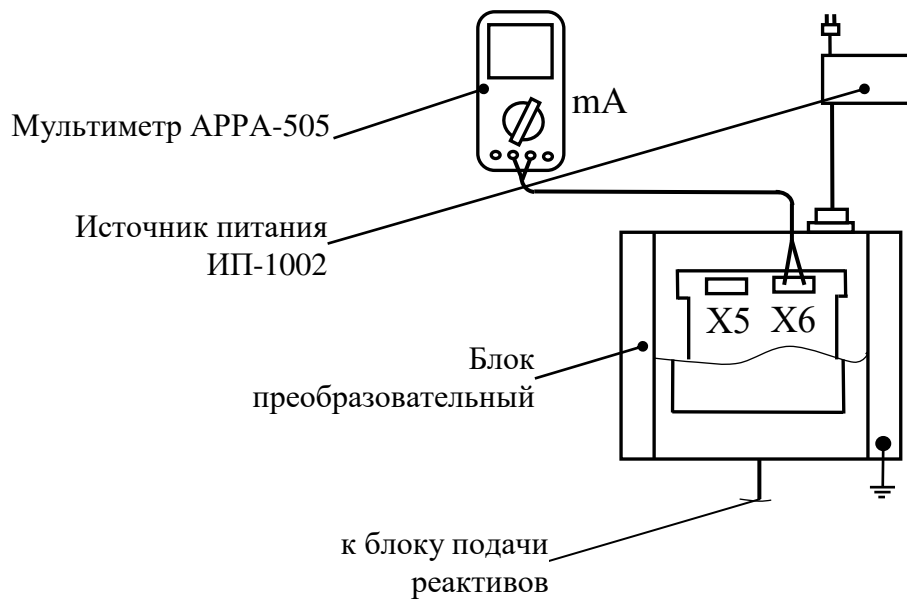 mA
Мультиметр АРРА-505
Источник питания
ИП-1002
X5 X6
Блок
преобразовательный
к блоку подачи
реактивов